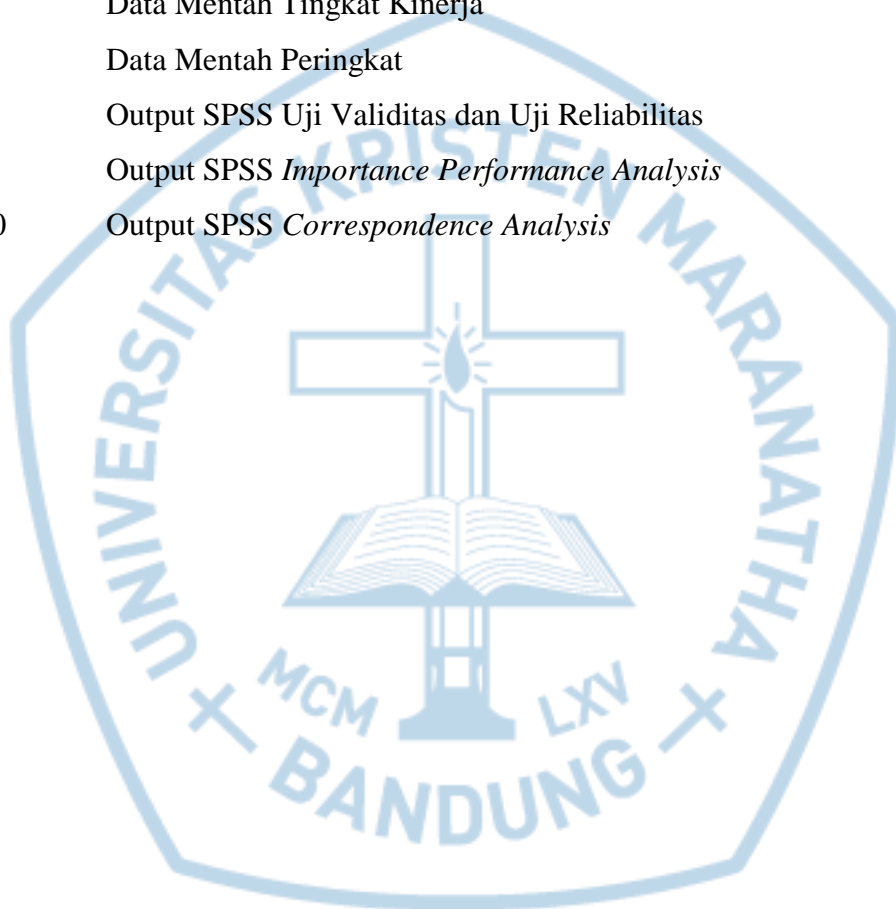 Data Mentah Tingkat Kinerja
Data Mentah Peringkat
Output SPSS Uji Validitas dan Uji Reliabilitas
Output SPSS Importance Performance Analysis
0 Output SPSS Correspondence Analysis
UNIVERSITAS KRISTEN MARANATHA
MCM LXV
BANDUNG